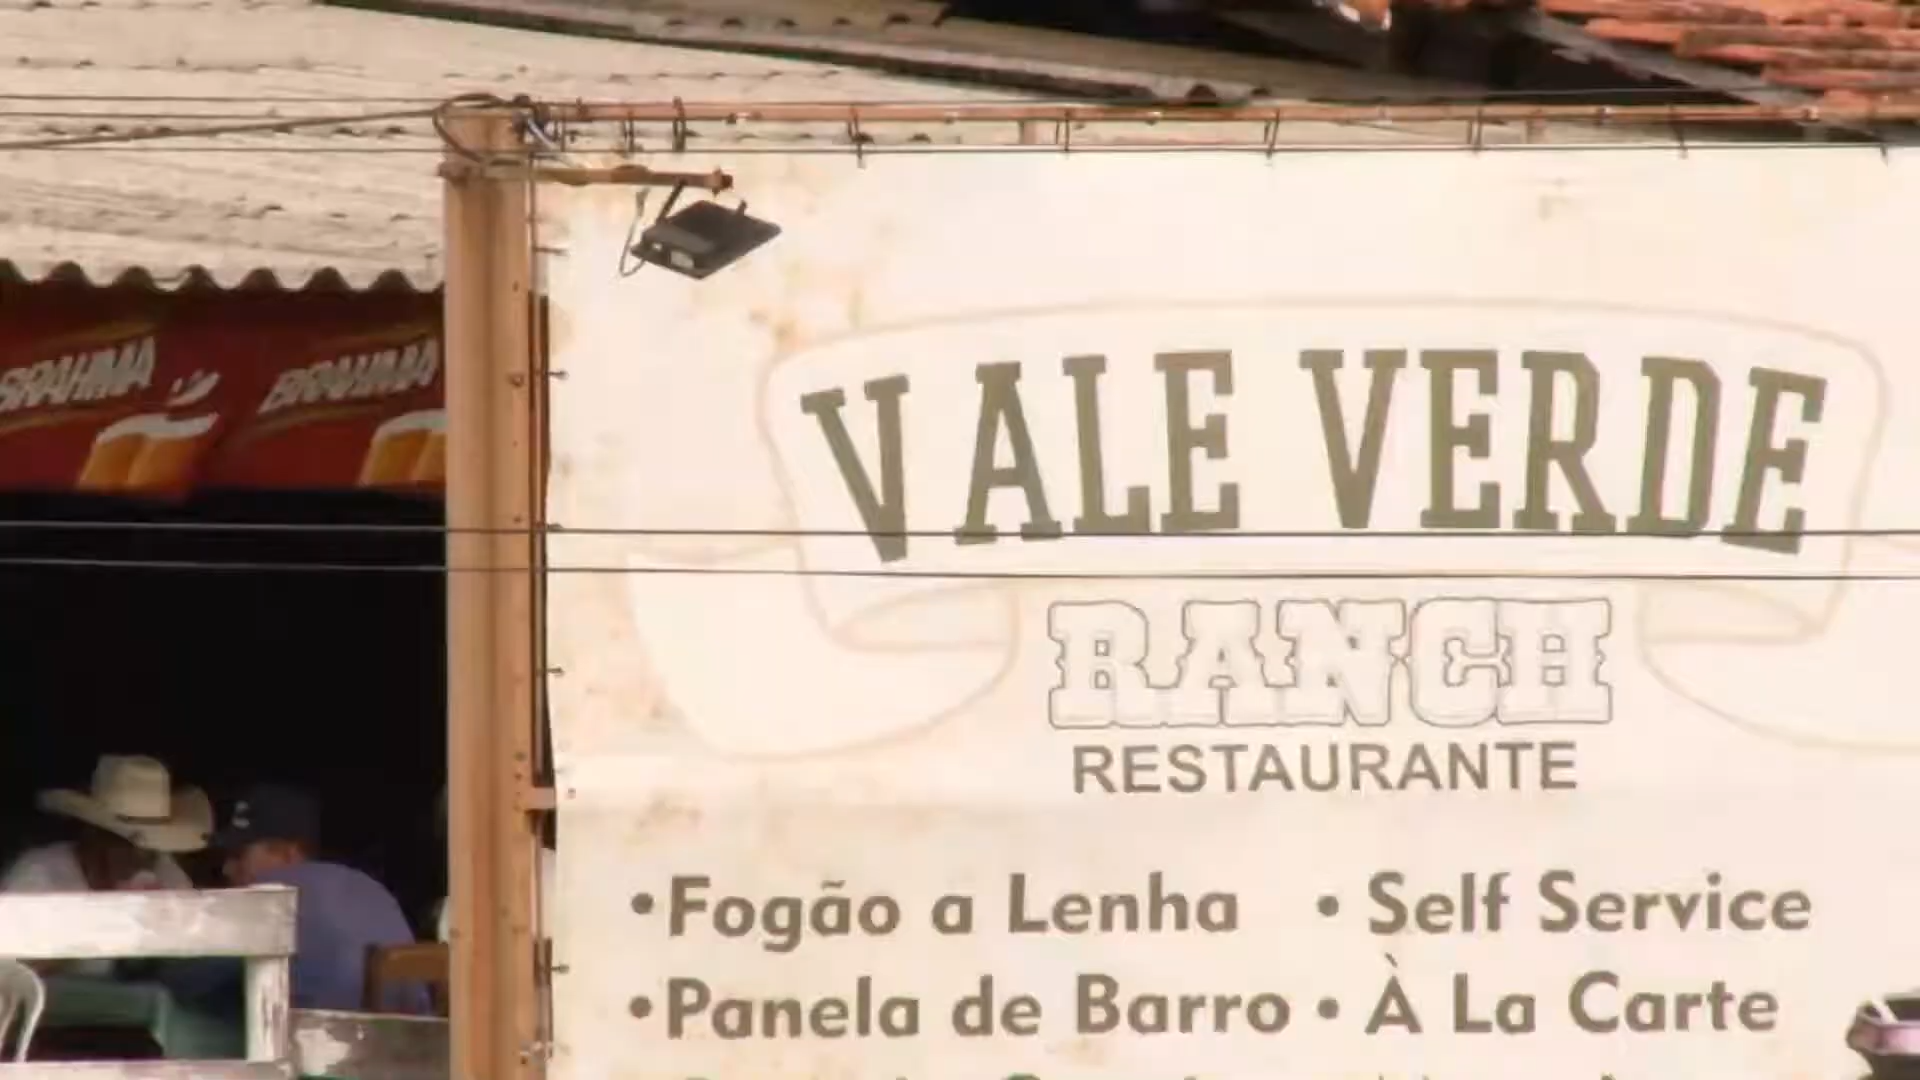 BRAHMA BRAHMA
VALE VERDE
RANCH
RESTAURANTE
•Fogão a Lenha • Self Service
•Panela de Barro • À La Carte